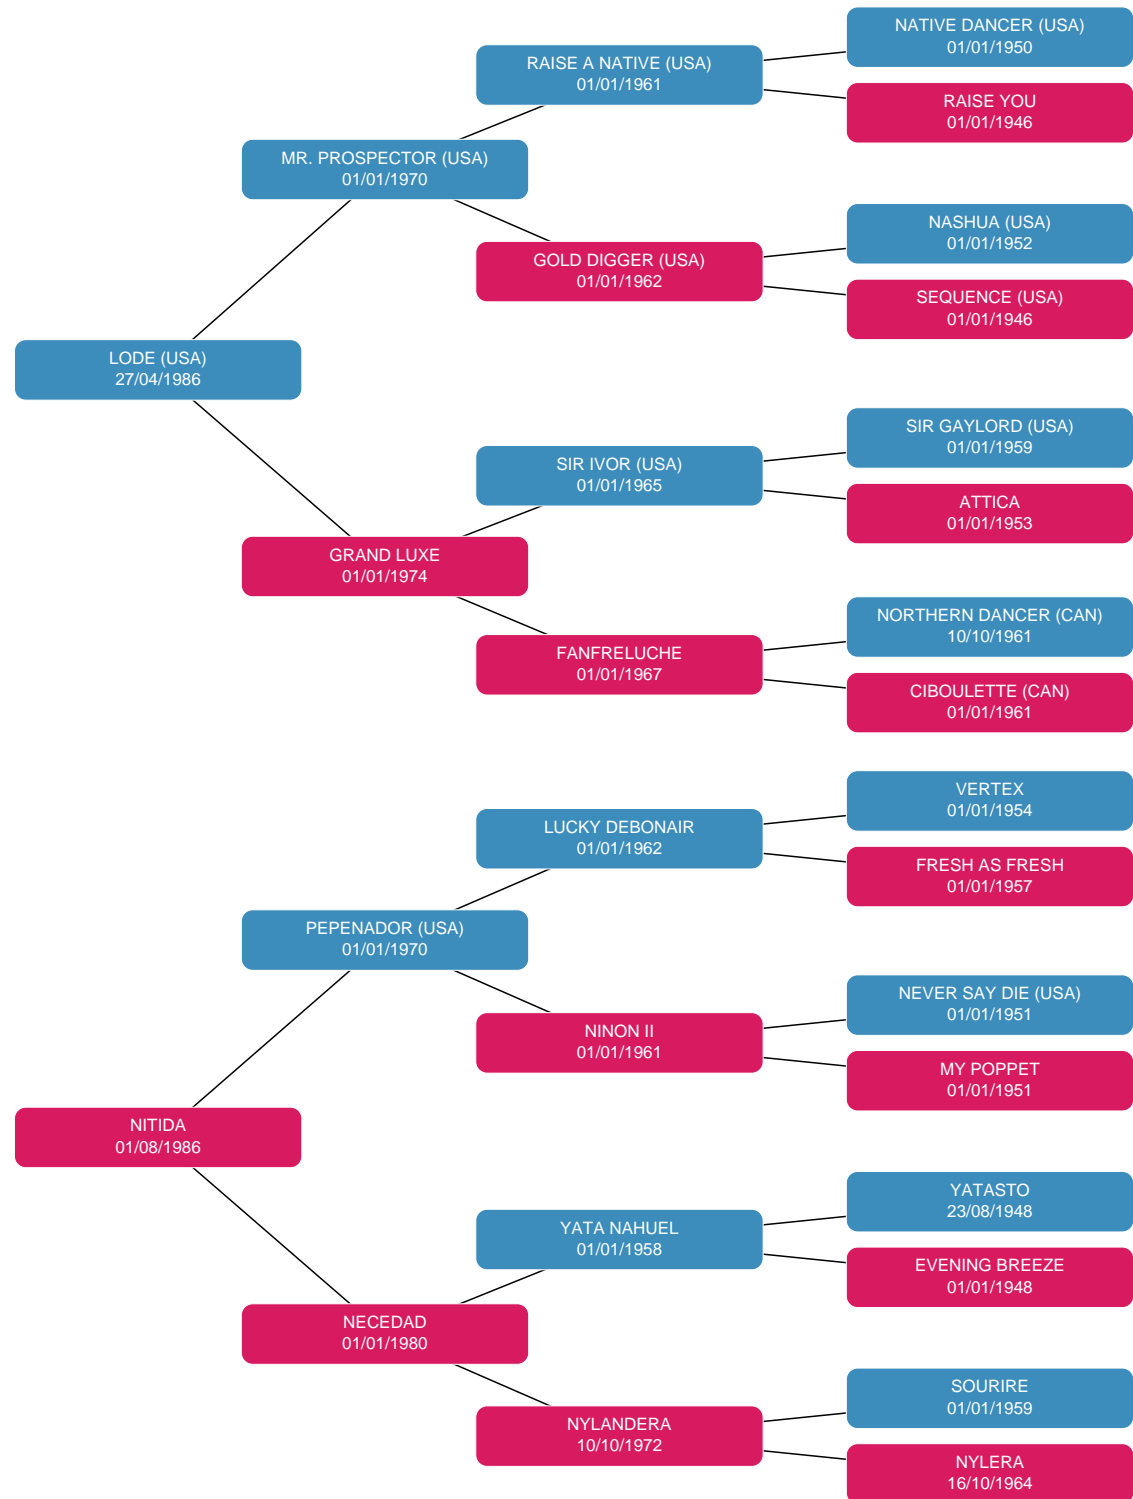 NATIVE DANCER (USA)
01/01/1950
RAISE A NATIVE (USA)
01/01/1961
RAISE YOU
01/01/1946
MR. PROSPECTOR (USA)
01/01/1970
NASHUA (USA)
01/01/1952
GOLD DIGGER (USA)
01/01/1962
SEQUENCE (USA)
01/01/1946
LODE (USA)
27/04/1986
SIR GAYLORD (USA)
01/01/1959
SIR IVOR (USA)
01/01/1965
ATTICA
01/01/1953
GRAND LUXE
01/01/1974
NORTHERN DANCER (CAN)
10/10/1961
FANFRELUCHE
01/01/1967
CIBOULETTE (CAN)
01/01/1961
VERTEX
01/01/1954
LUCKY DEBONAIR
01/01/1962
FRESH AS FRESH
01/01/1957
PEPENADOR (USA)
01/01/1970
NEVER SAY DIE (USA)
01/01/1951
NINON II
01/01/1961
MY POPPET
01/01/1951
NITIDA
01/08/1986
YATASTO
23/08/1948
YATA NAHUEL
01/01/1958
EVENING BREEZE
01/01/1948
NECEDAD
01/01/1980
SOURIRE
01/01/1959
NYLANDERA
10/10/1972
NYLERA
16/10/1964